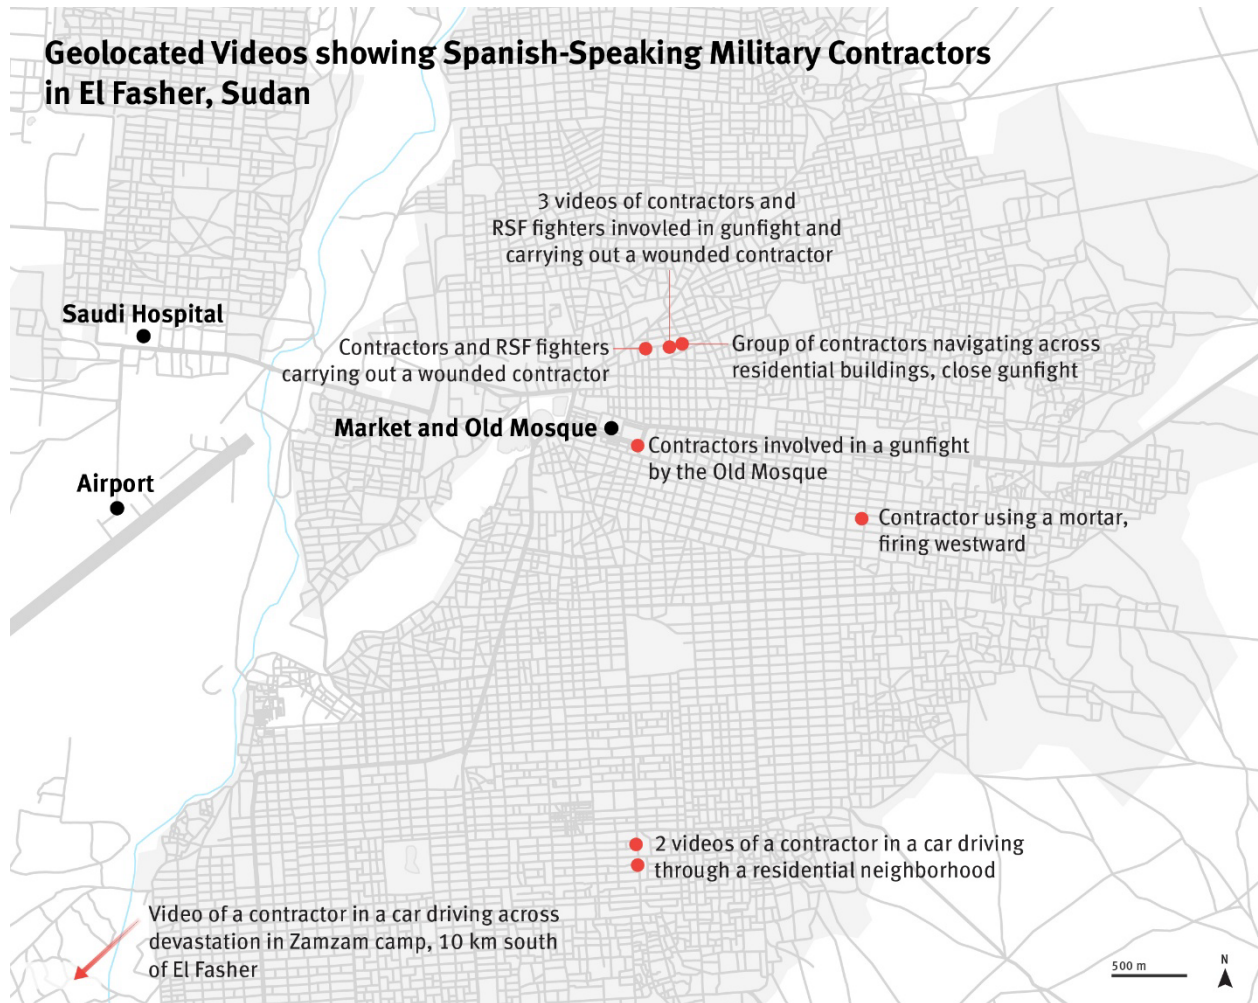 Geolocated Videos showing Spanish-Speaking Military Contractors
in El Fasher, Sudan
3 videos of contractors and
RSF fighters invovled in gunfight and
carrying out a wounded contractor
Saudi Hospital
Contractors and RSF fighters
carrying out a wounded contractor
Group of contractors navigating across
residential buildings, close gunfight
Market and Old Mosque
Contractors involved in a gunfight
by the Old Mosque
Airport
Contractor using a mortar,
firing westward
2 videos of a contractor in a car driving
through a residential neighborhood
Video of a contractor in a car driving across
devastation in Zamzam camp, 10 km south
of El Fasher
500 m
N